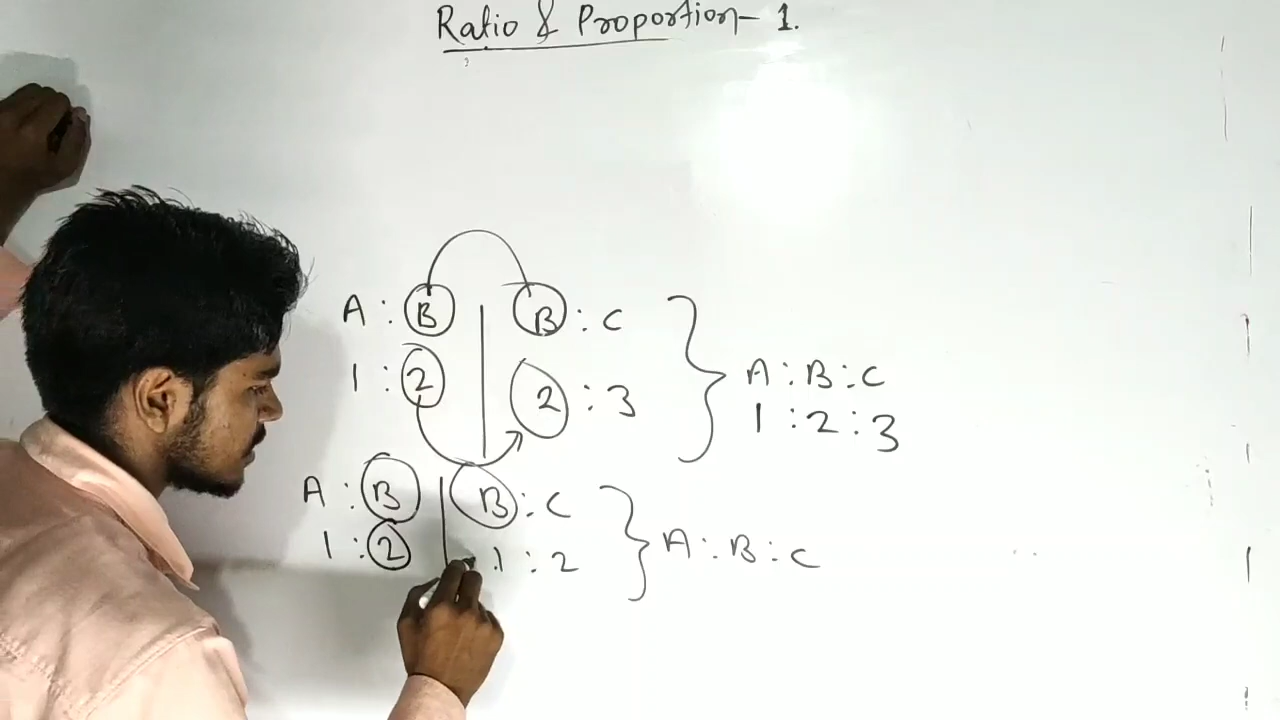 Ratio & Proportion - 1.
A : B | B : C
1 : 2 | 2 : 3
A : B : C
1 : 2 : 3
A : B | B : C
1 : 2 | 1 : 2
A : B : C